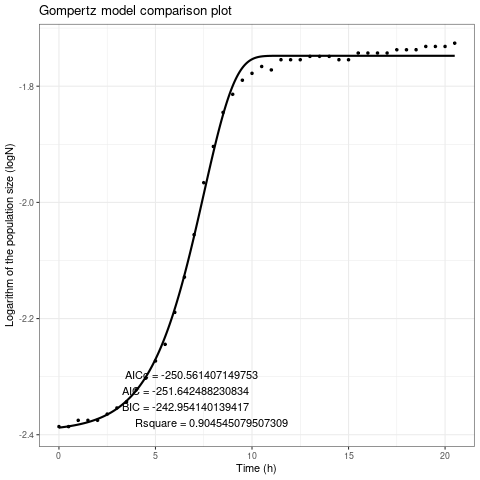 Gompertz model comparison plot
Logarithm of the population size (logN)
-1.8
-2.0
-2.2
-2.4
AICc = -250.561407149753
AIC = -251.642488230834
BIC = -242.954140139417
Rsquare = 0.904545079507309
0 5 10 15 20
Time (h)